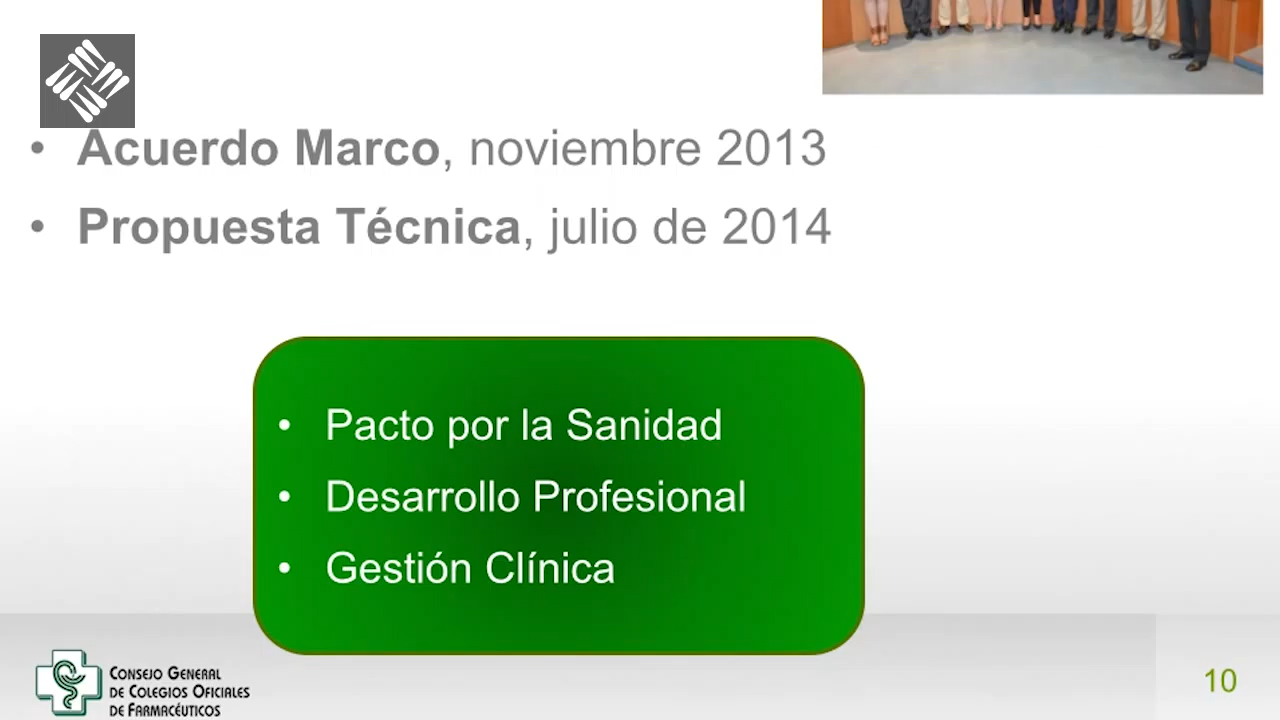 • Acuerdo Marco, noviembre 2013
• Propuesta Técnica, julio de 2014
• Pacto por la Sanidad
• Desarrollo Profesional
• Gestión Clínica
CONSEJO GENERAL
DE COLEGIOS OFICIALES
DE FARMACÉUTICOS
10